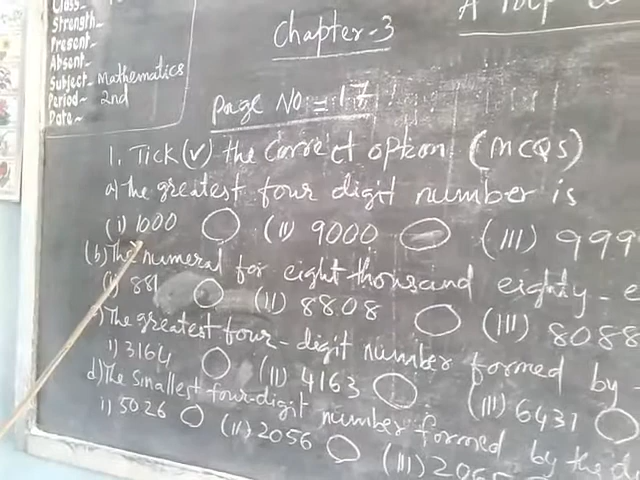 Class-
Strength-
Present-
Absent-
Subject- Mathematics
Period- 2nd
Date-
Chapter-3
Page No = 17
1. Tick (✓) the correct option (MCQS)
a) the greatest four digit number is
(i) 1000 (ii) 9000 (III) 999
(b) The numeral for eight thousand eighty-e
(i) 881 (II) 8808 (III) 8088
) The greatest four-digit number formed by
i) 3164 (II) 4163 (III) 6431
d) The smallest four-digit number formed by the d
i) 5026 (II) 2056 (III) 206